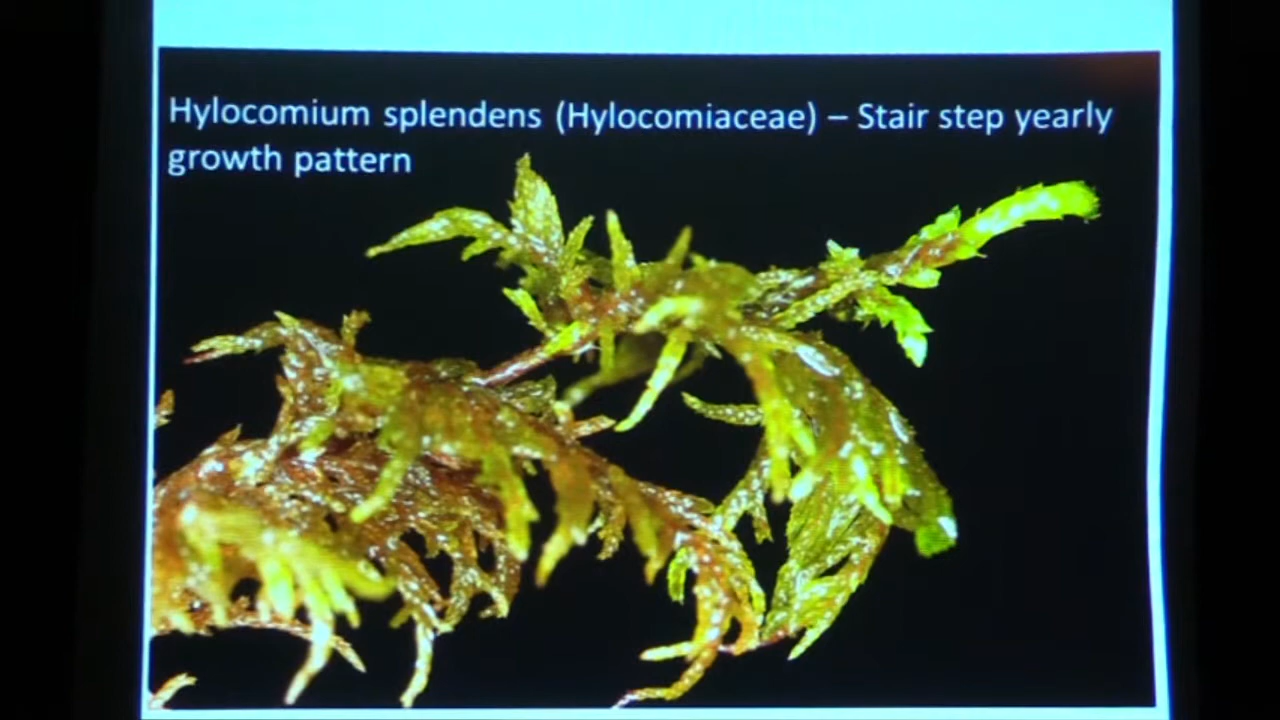 Hylocomium splendens (Hylocomiaceae) – Stair step yearly
growth pattern